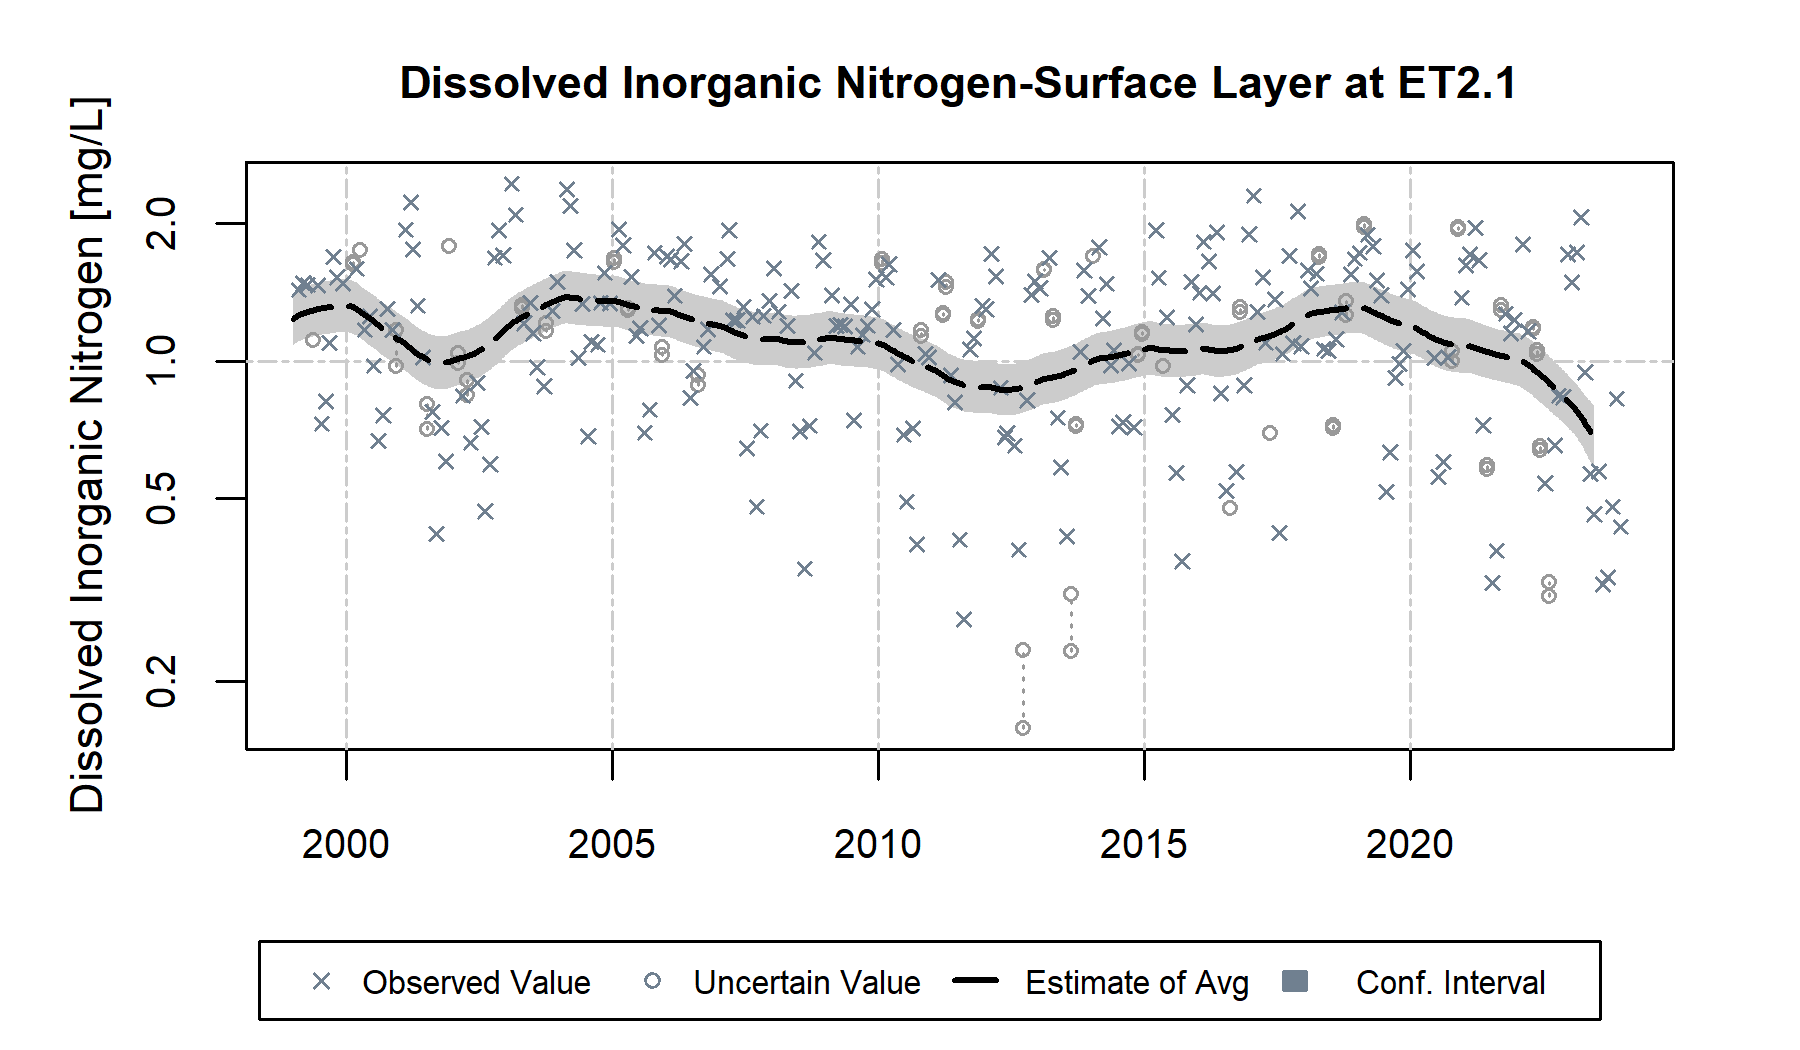 Dissolved Inorganic Nitrogen-Surface Layer at ET2.1
Dissolved Inorganic Nitrogen [mg/L]
2.0
1.0
0.5
0.2
2000 2005 2010 2015 2020
Observed Value Uncertain Value Estimate of Avg Conf. Interval